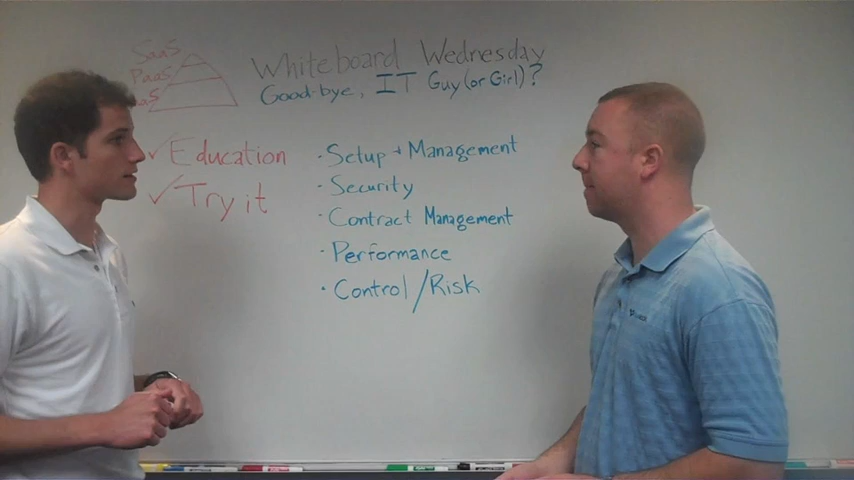 SaaS
PaaS
Whiteboard Wednesday
Good-bye, IT Guy (or Girl)?
✓ Education
✓ Try it
· Setup + Management
· Security
· Contract Management
· Performance
· Control/Risk